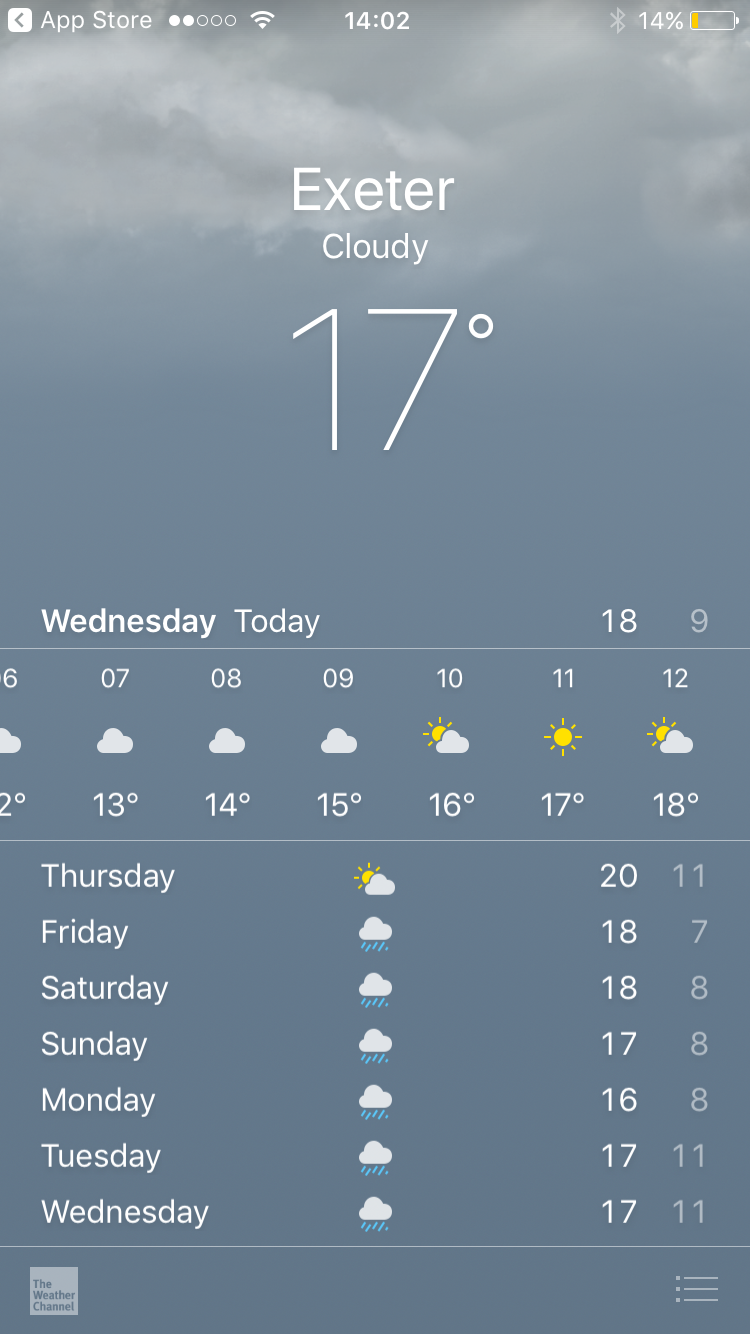 App Store 14:02 14%
Exeter
Cloudy
17°
Wednesday Today 18 9
07 08 09 10 11 12
2° 13° 14° 15° 16° 17° 18°
Thursday 20 11
Friday 18 7
Saturday 18 8
Sunday 17 8
Monday 16 8
Tuesday 17 11
Wednesday 17 11
The
Weather
Channel